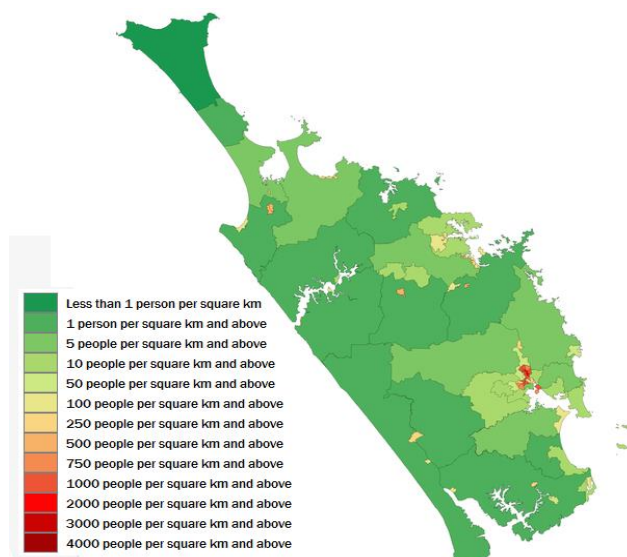 Less than 1 person per square km
1 person per square km and above
5 people per square km and above
10 people per square km and above
50 people per square km and above
100 people per square km and above
250 people per square km and above
500 people per square km and above
750 people per square km and above
1000 people per square km and above
2000 people per square km and above
3000 people per square km and above
4000 people per square km and above